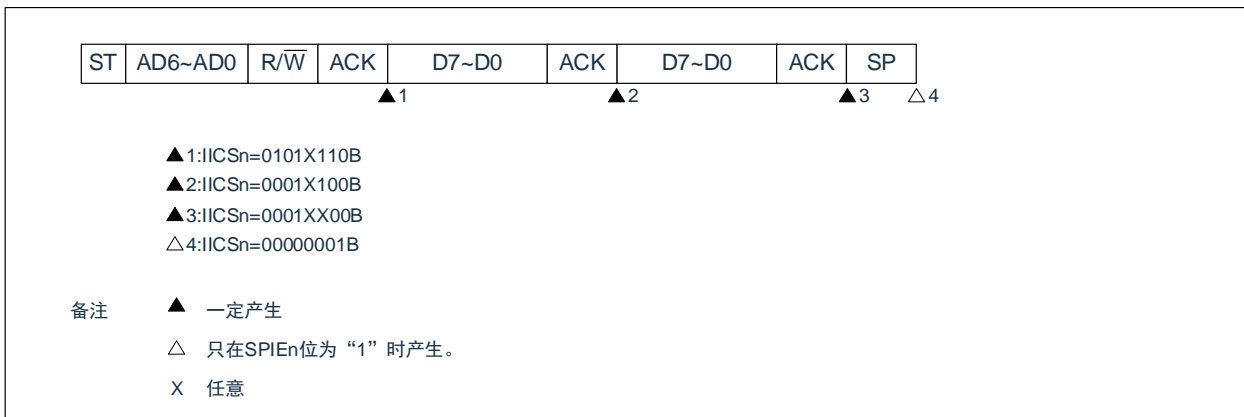 ST AD6~AD0 R/W̅ ACK D7~D0 ACK D7~D0 ACK SP
▲1 ▲2 ▲3 △4
▲1:IICSn=0101X110B
▲2:IICSn=0001X100B
▲3:IICSn=0001XX00B
△4:IICSn=00000001B
备注 ▲ 一定产生
△ 只在SPIEn位为“1”时产生。
X 任意